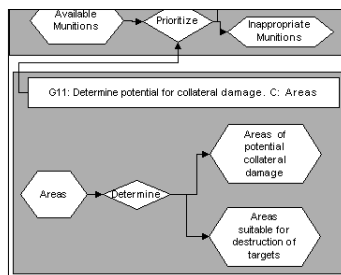 Available
Munitions
Prioritize
Inappropriate
Munitions
G11: Determine potential for collateral damage. C: Areas
Areas
Determine
Areas of
potential
collateral
damage
Areas
suitable for
destruction of
targets